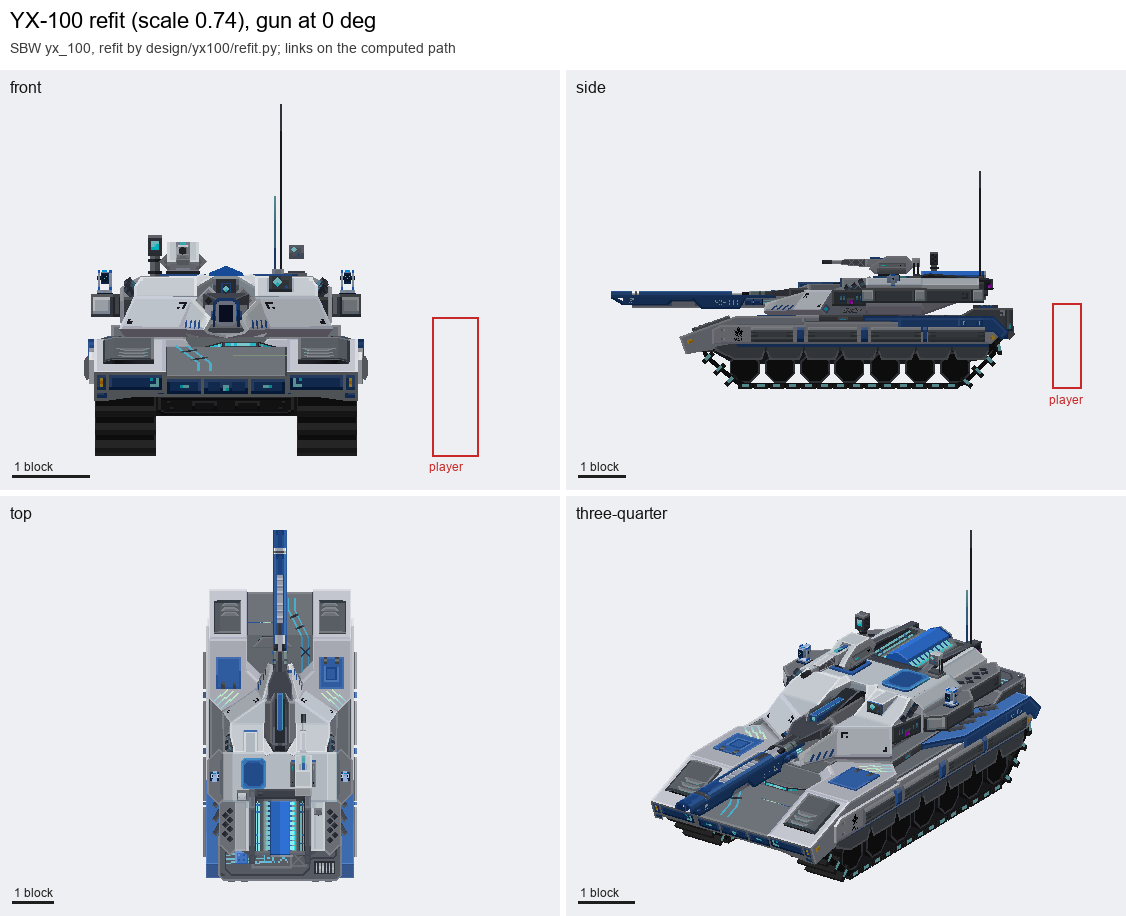 YX-100 refit (scale 0.74), gun at 0 deg
SBW yx_100, refit by design/yx100/refit.py; links on the computed path
front
side
player
1 block
player
1 block
top
three-quarter
1 block
1 block